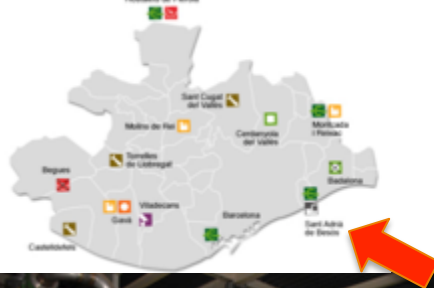 Sant Cugat
del Vallès
Molins de Rei
Montcada
i Reixac
Cerdanyola
del Vallès
Torrelles
de Llobregat
Begues
Badalona
Viladecans
Gavà
Barcelona
Sant Adrià
de Besòs
Castelldefels